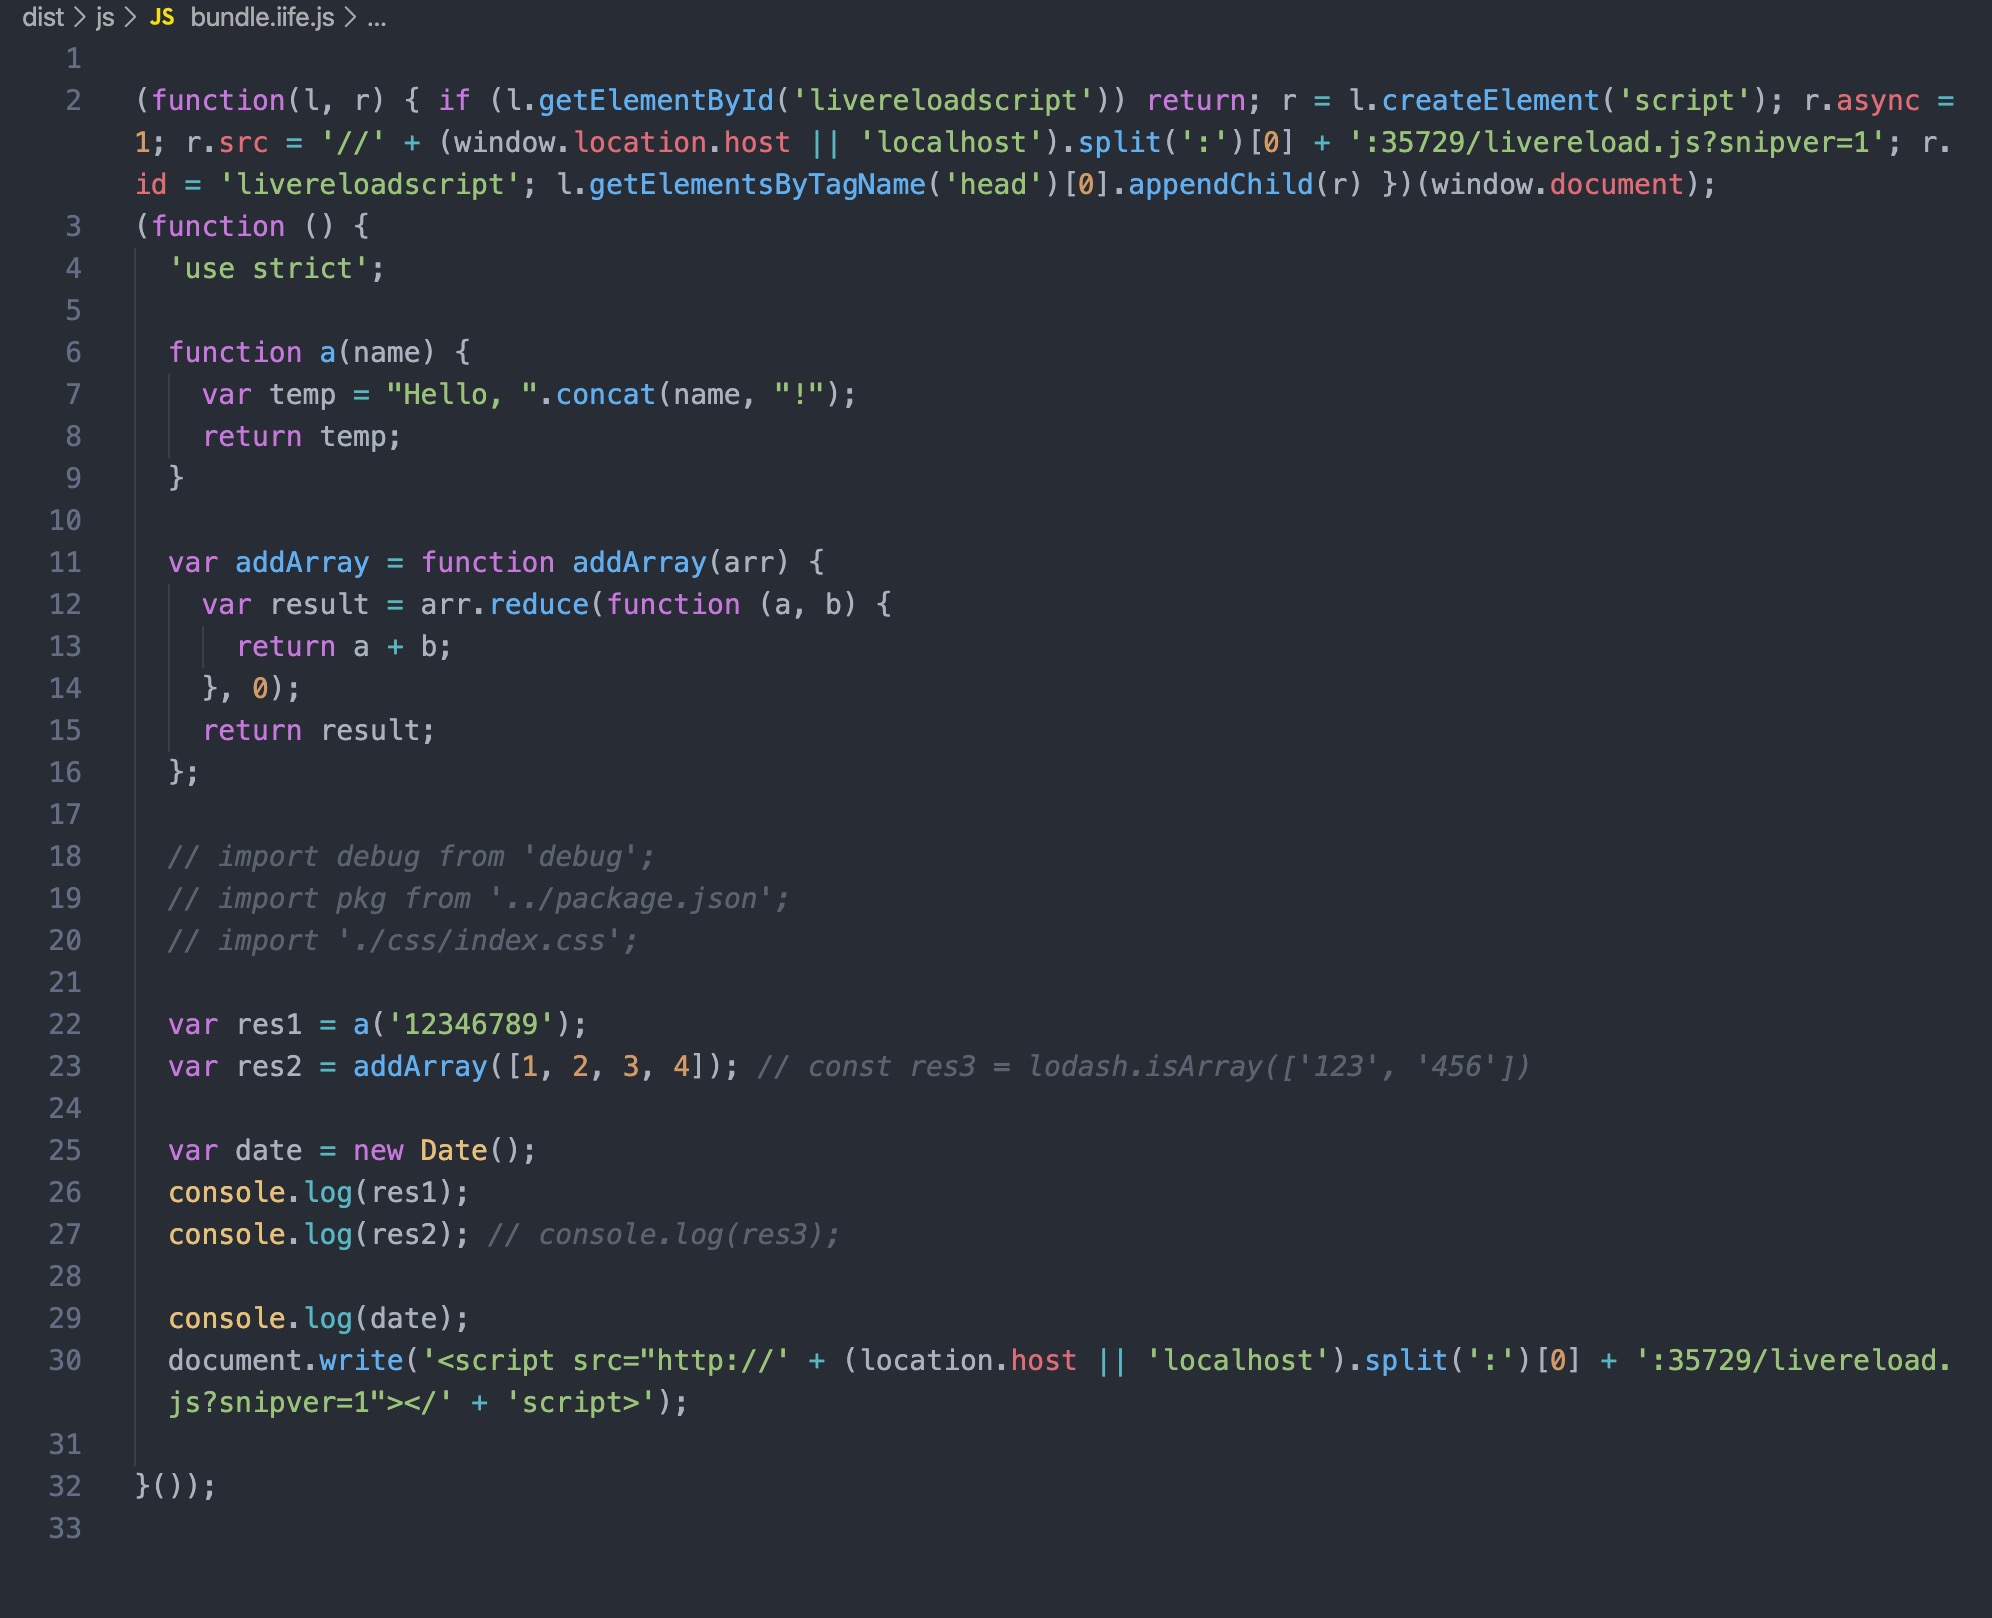 dist > js > JS bundle.iife.js > ...
1
2 (function(l, r) { if (l.getElementById('livereloadscript')) return; r = l.createElement('script'); r.async =
1; r.src = '//' + (window.location.host || 'localhost').split(':')[0] + ':35729/livereload.js?snipver=1'; r.
id = 'livereloadscript'; l.getElementsByTagName('head')[0].appendChild(r) })(window.document);
3 (function () {
4   'use strict';
5
6   function a(name) {
7     var temp = "Hello, ".concat(name, "!");
8     return temp;
9   }
10
11   var addArray = function addArray(arr) {
12     var result = arr.reduce(function (a, b) {
13       return a + b;
14     }, 0);
15     return result;
16   };
17
18   // import debug from 'debug';
19   // import pkg from '../package.json';
20   // import './css/index.css';
21
22   var res1 = a('12346789');
23   var res2 = addArray([1, 2, 3, 4]); // const res3 = lodash.isArray(['123', '456'])
24
25   var date = new Date();
26   console.log(res1);
27   console.log(res2); // console.log(res3);
28
29   console.log(date);
30   document.write('<script src="http://' + (location.host || 'localhost').split(':')[0] + ':35729/livereload.
js?snipver=1"></' + 'script>');
31
32 }());
33